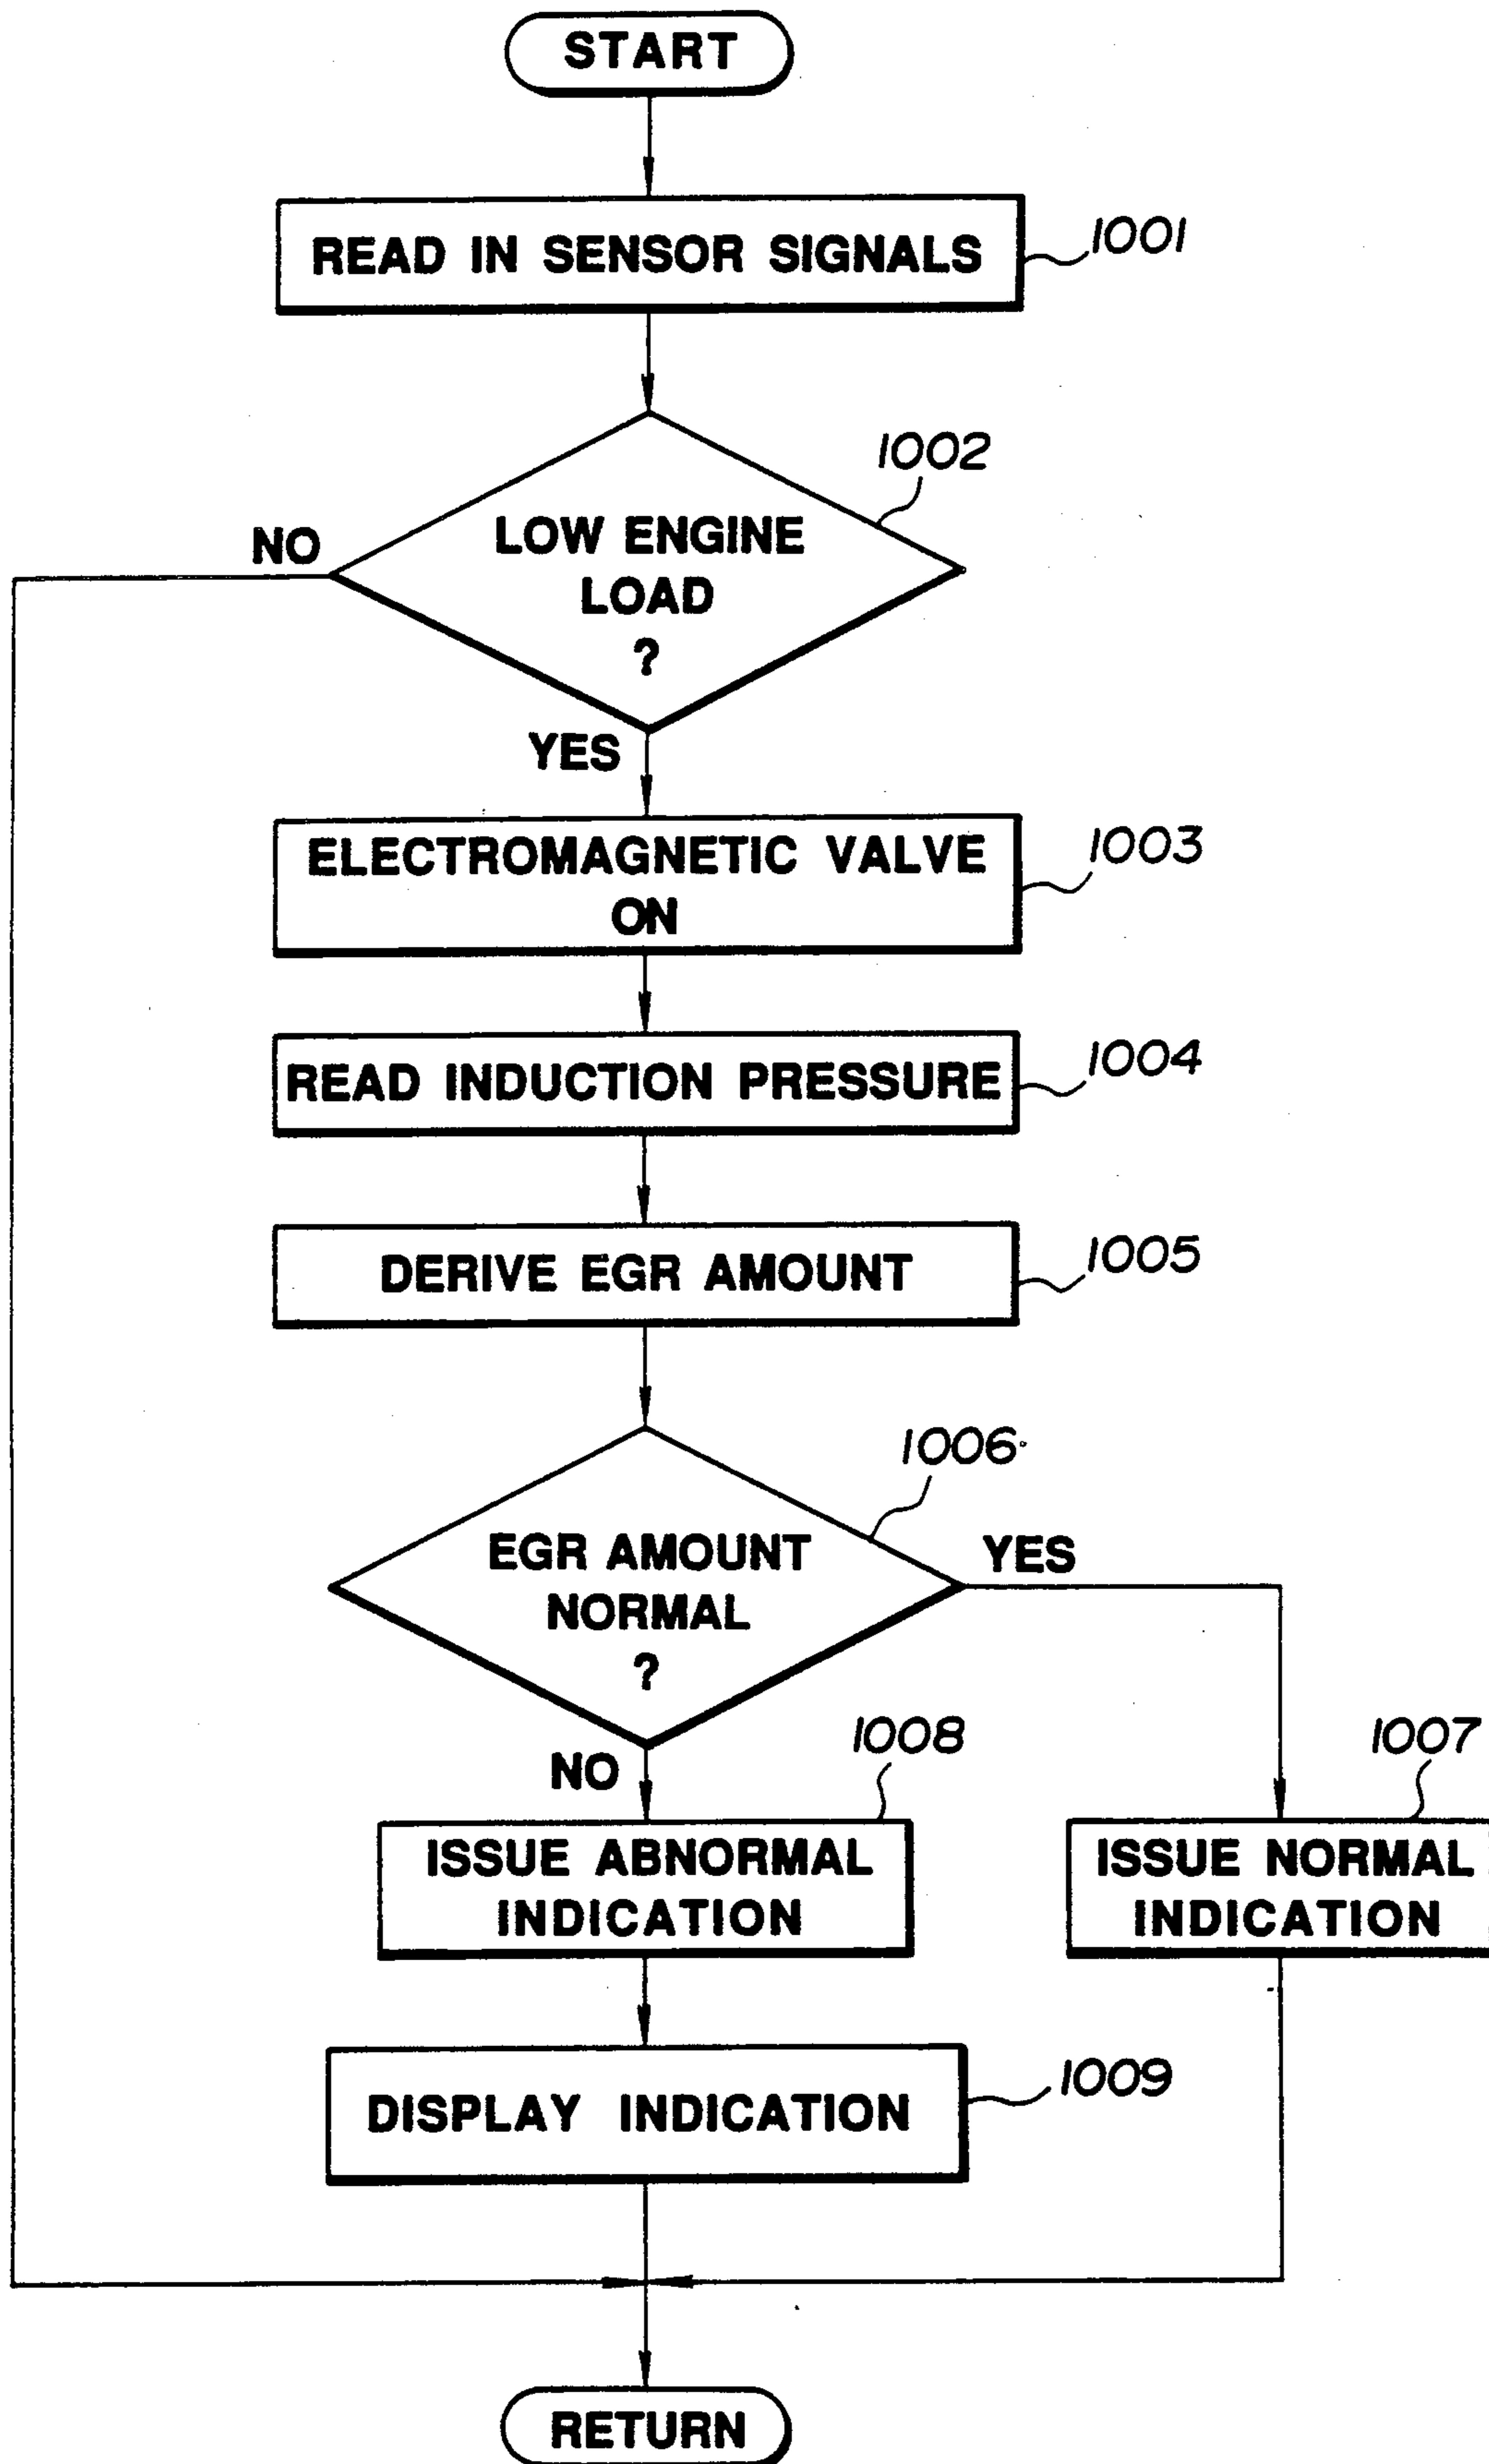 START
READ IN SENSOR SIGNALS
1001
1002
LOW ENGINE
LOAD
?
NO
YES
ELECTROMAGNETIC VALVE
ON
1003
READ INDUCTION PRESSURE
1004
DERIVE EGR AMOUNT
1005
1006
EGR AMOUNT
NORMAL
?
YES
NO
1008
ISSUE ABNORMAL
INDICATION
1007
ISSUE NORMAL
INDICATION
DISPLAY INDICATION
1009
RETURN